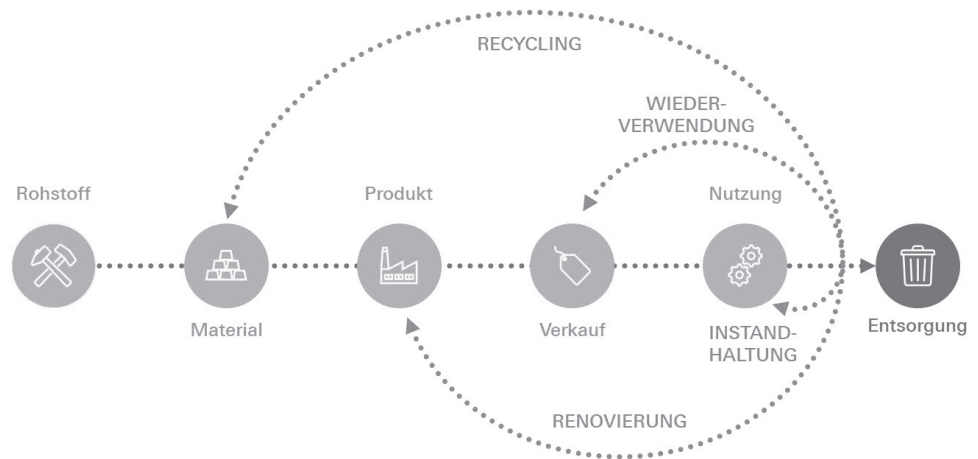 RECYCLING
WIEDER-
VERWENDUNG
Rohstoff
Produkt
Nutzung
Material
Verkauf
INSTAND-
HALTUNG
Entsorgung
RENOVIERUNG